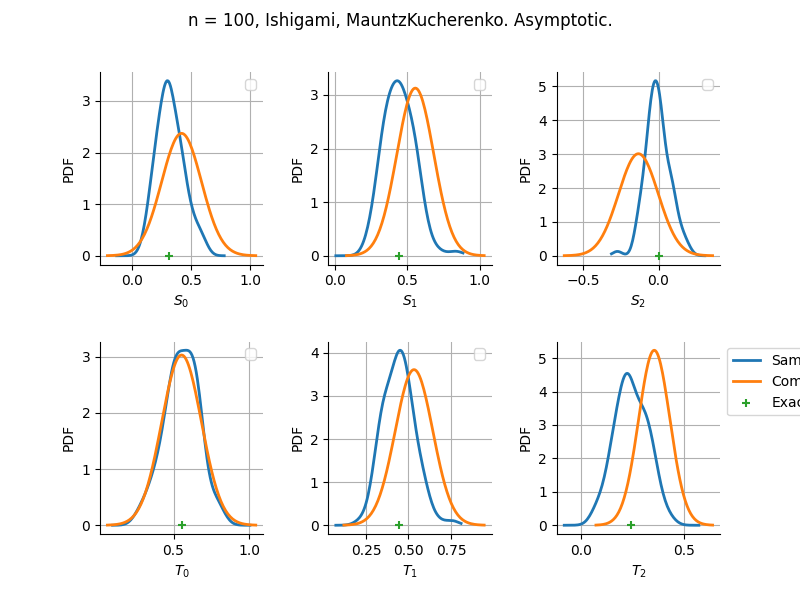 n = 100, Ishigami, MauntzKucherenko. Asymptotic.
PDF
3
2
1
0
0.0 0.5 1.0
S0
PDF
3
2
1
0
0.0 0.5 1.0
S1
PDF
5
4
3
2
1
0
−0.5 0.0
S2
PDF
3
2
1
0
0.5 1.0
T0
PDF
4
3
2
1
0
0.25 0.50 0.75
T1
PDF
5
4
3
2
1
0
0.0 0.5
T2
Sam
Com
Exac